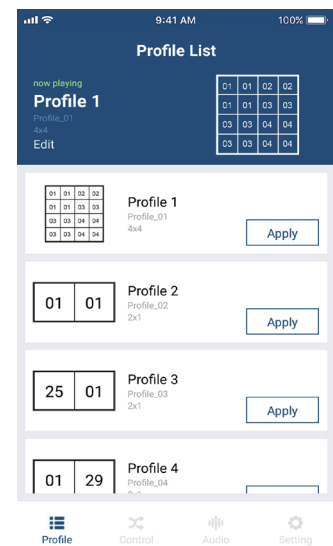 9:41 AM 100%
Profile List
now playing
Profile 1
Profile_01
4x4
Edit
01 01 02 02
01 01 03 03
03 03 04 04
03 03 04 04
01 01 02 02
01 01 03 03
03 03 04 04
03 03 04 04
Profile 1
Profile_01
4x4
Apply
01 01
Profile 2
Profile_02
2x1
Apply
25 01
Profile 3
Profile_03
2x1
Apply
01 29
Profile 4
Profile_04
Profile Control Audio Setting